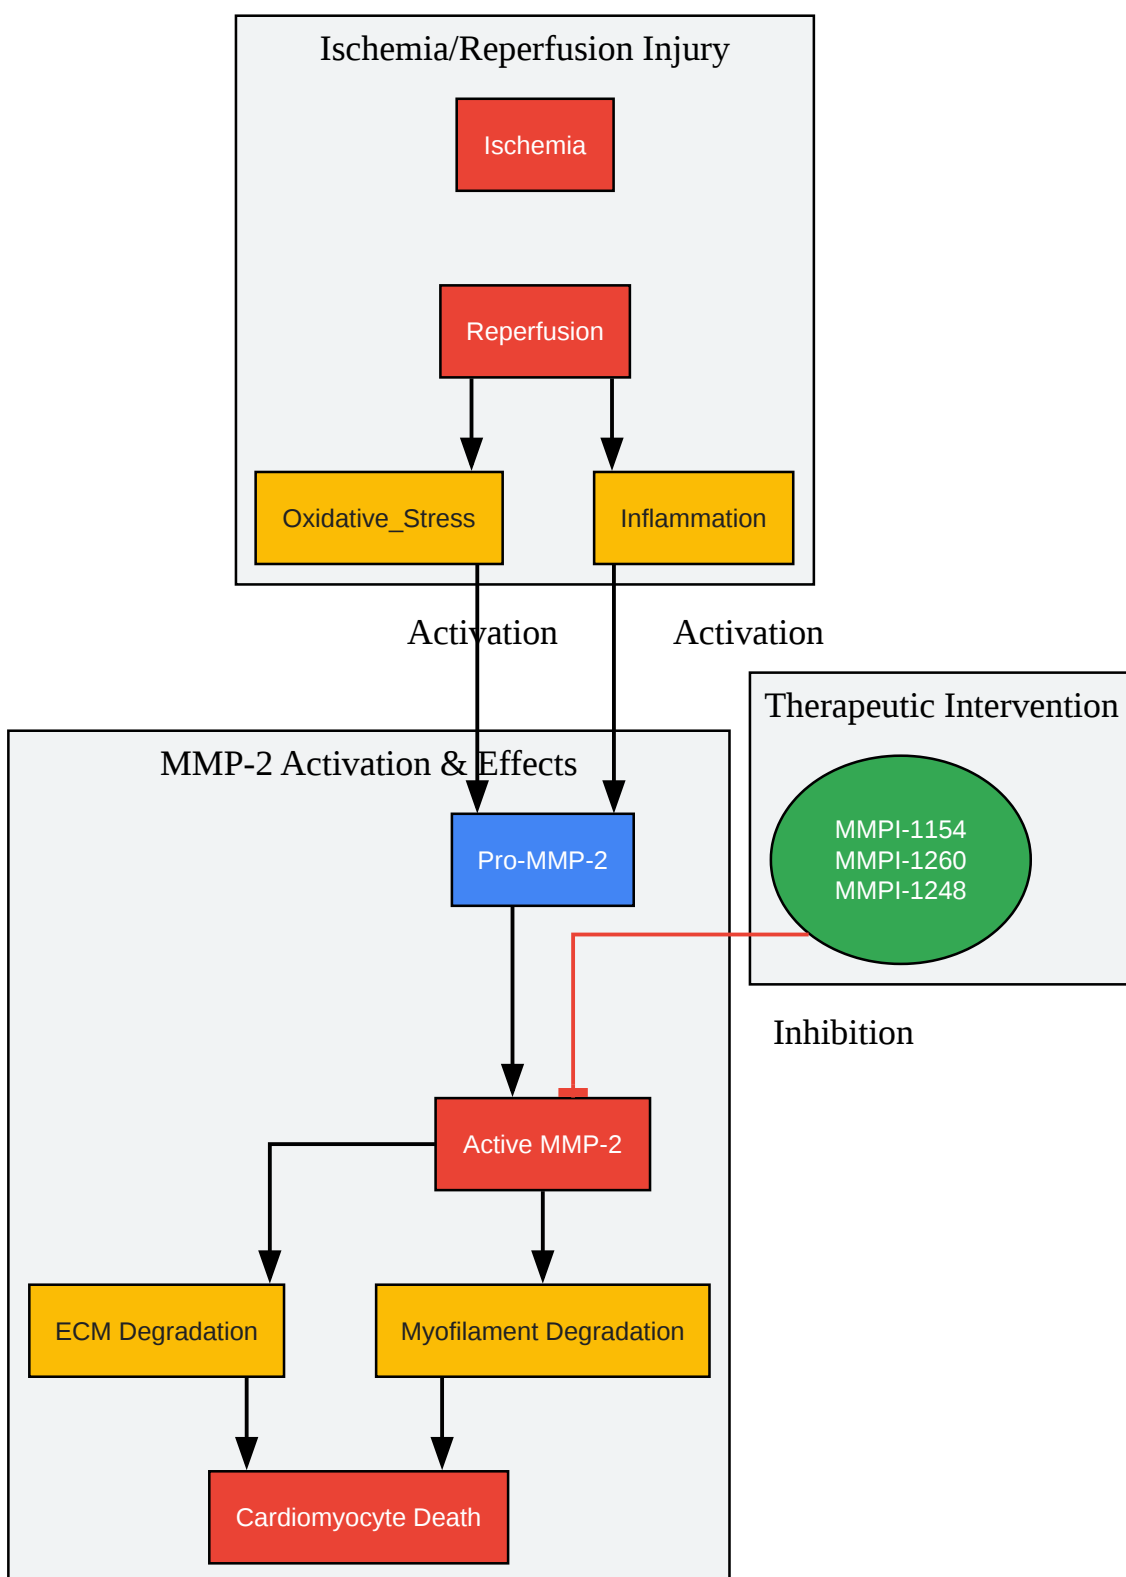 Ischemia/Reperfusion Injury
Ischemia
Reperfusion
Oxidative_Stress
Inflammation
Activation
Activation
Therapeutic Intervention
MMP-2 Activation & Effects
MMPI-1154
MMPI-1260
MMPI-1248
Pro-MMP-2
Inhibition
Active MMP-2
ECM Degradation
Myofilament Degradation
Cardiomyocyte Death